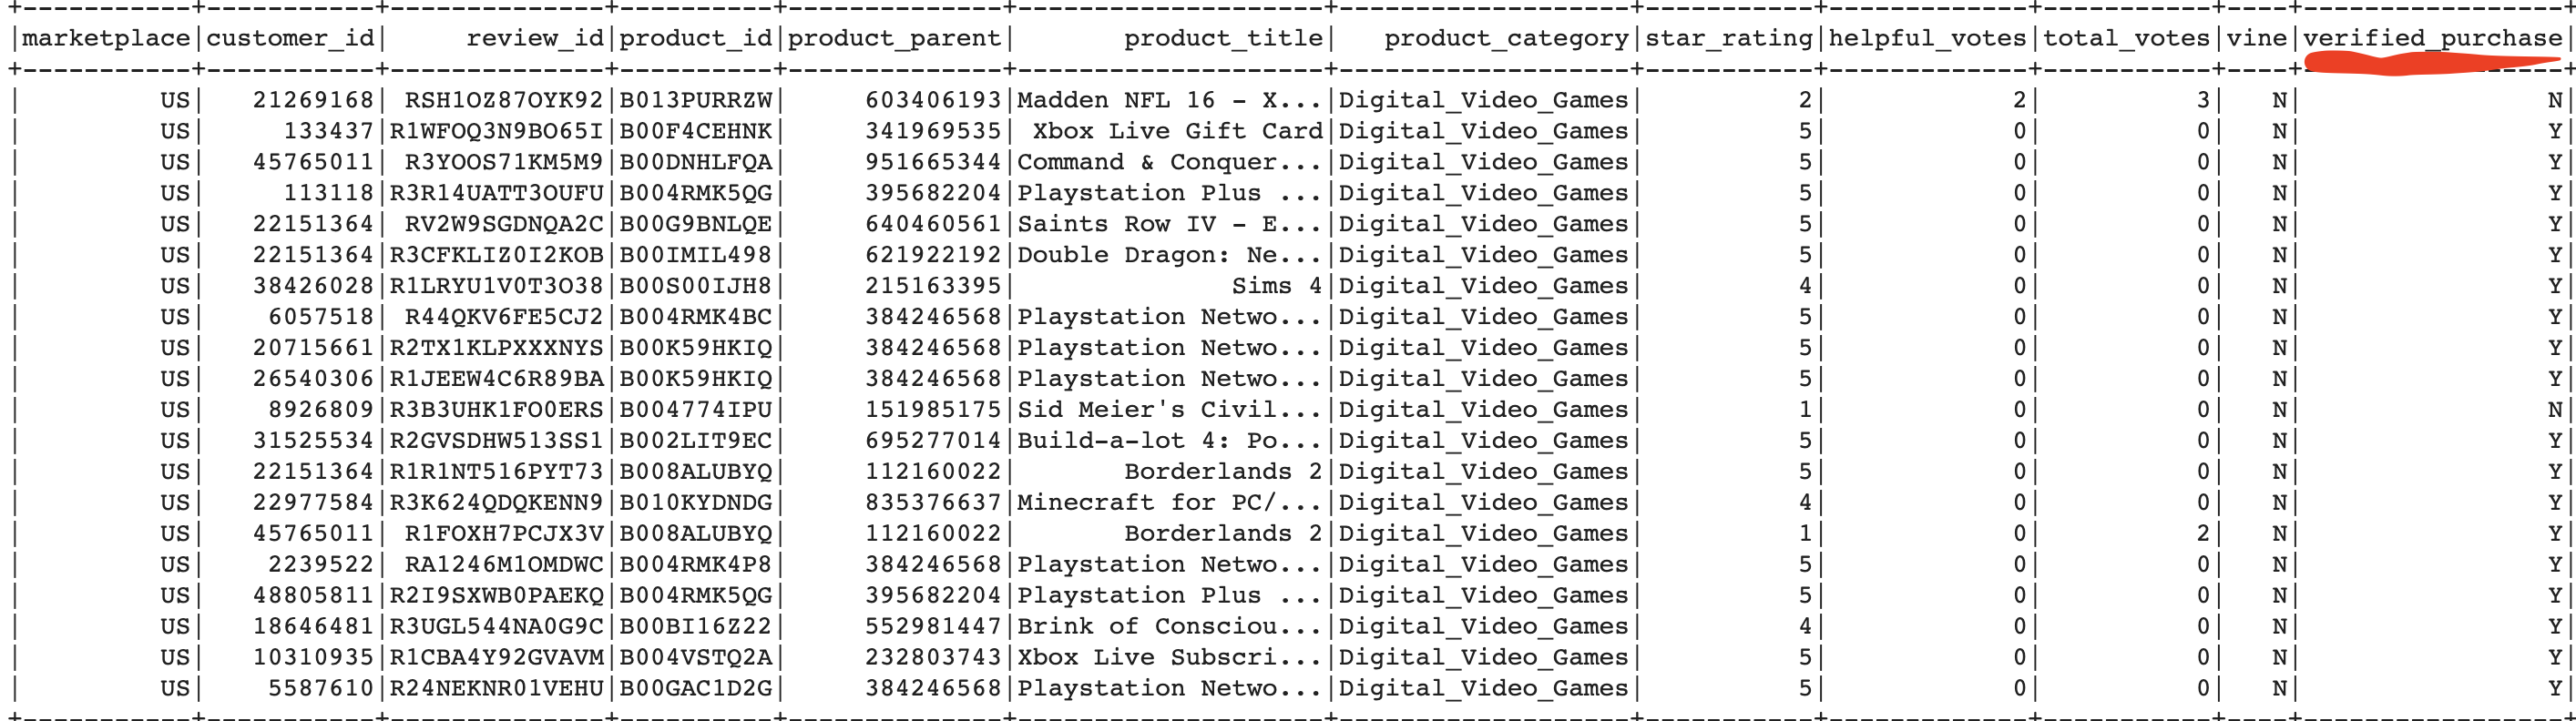 +-----------+-----------+--------------+----------+--------------+--------------------+-------------------+-----------+-------------+-----------+----+-----------------+
|marketplace|customer_id|     review_id|product_id|product_parent|       product_title|   product_category|star_rating|helpful_votes|total_votes|vine|verified_purchase|
+-----------+-----------+--------------+----------+--------------+--------------------+-------------------+-----------+-------------+-----------+----+-----------------+
|         US|   21269168| RSH1OZ87OYK92|B013PURRZW|     603406193|Madden NFL 16 - X...|Digital_Video_Games|          2|            2|          3|   N|                N|
|         US|     133437|R1WFOQ3N9BO65I|B00F4CEHNK|     341969535| Xbox Live Gift Card|Digital_Video_Games|          5|            0|          0|   N|                Y|
|         US|   45765011| R3YOOS71KM5M9|B00DNHLFQA|     951665344|Command & Conquer...|Digital_Video_Games|          5|            0|          0|   N|                Y|
|         US|     113118|R3R14UATT3OUFU|B004RMK5QG|     395682204|Playstation Plus ...|Digital_Video_Games|          5|            0|          0|   N|                Y|
|         US|   22151364| RV2W9SGDNQA2C|B00G9BNLQE|     640460561|Saints Row IV - E...|Digital_Video_Games|          5|            0|          0|   N|                Y|
|         US|   22151364|R3CFKLIZ0I2KOB|B00IMIL498|     621922192|Double Dragon: Ne...|Digital_Video_Games|          5|            0|          0|   N|                Y|
|         US|   38426028|R1LRYU1V0T3O38|B00S00IJH8|     215163395|              Sims 4|Digital_Video_Games|          4|            0|          0|   N|                Y|
|         US|    6057518| R44QKV6FE5CJ2|B004RMK4BC|     384246568|Playstation Netwo...|Digital_Video_Games|          5|            0|          0|   N|                Y|
|         US|   20715661|R2TX1KLPXXXNYS|B00K59HKIQ|     384246568|Playstation Netwo...|Digital_Video_Games|          5|            0|          0|   N|                Y|
|         US|   26540306|R1JEEW4C6R89BA|B00K59HKIQ|     384246568|Playstation Netwo...|Digital_Video_Games|          5|            0|          0|   N|                Y|
|         US|    8926809|R3B3UHK1FO0ERS|B004774IPU|     151985175|Sid Meier's Civil...|Digital_Video_Games|          1|            0|          0|   N|                N|
|         US|   31525534|R2GVSDHW513SS1|B002LIT9EC|     695277014|Build-a-lot 4: Po...|Digital_Video_Games|          5|            0|          0|   N|                Y|
|         US|   22151364|R1R1NT516PYT73|B008ALUBYQ|     112160022|       Borderlands 2|Digital_Video_Games|          5|            0|          0|   N|                Y|
|         US|   22977584|R3K624QDQKENN9|B010KYDNDG|     835376637|Minecraft for PC/...|Digital_Video_Games|          4|            0|          0|   N|                Y|
|         US|   45765011| R1FOXH7PCJX3V|B008ALUBYQ|     112160022|       Borderlands 2|Digital_Video_Games|          1|            0|          2|   N|                Y|
|         US|    2239522| RA1246M1OMDWC|B004RMK4P8|     384246568|Playstation Netwo...|Digital_Video_Games|          5|            0|          0|   N|                Y|
|         US|   48805811|R2I9SXWB0PAEKQ|B004RMK5QG|     395682204|Playstation Plus ...|Digital_Video_Games|          5|            0|          0|   N|                Y|
|         US|   18646481|R3UGL544NA0G9C|B00BI16Z22|     552981447|Brink of Consciou...|Digital_Video_Games|          4|            0|          0|   N|                Y|
|         US|   10310935|R1CBA4Y92GVAVM|B004VSTQ2A|     232803743|Xbox Live Subscri...|Digital_Video_Games|          5|            0|          0|   N|                Y|
|         US|    5587610|R24NEKNR01VEHU|B00GAC1D2G|     384246568|Playstation Netwo...|Digital_Video_Games|          5|            0|          0|   N|                Y|
+-----------+-----------+--------------+----------+--------------+--------------------+-------------------+-----------+-------------+-----------+----+-----------------+